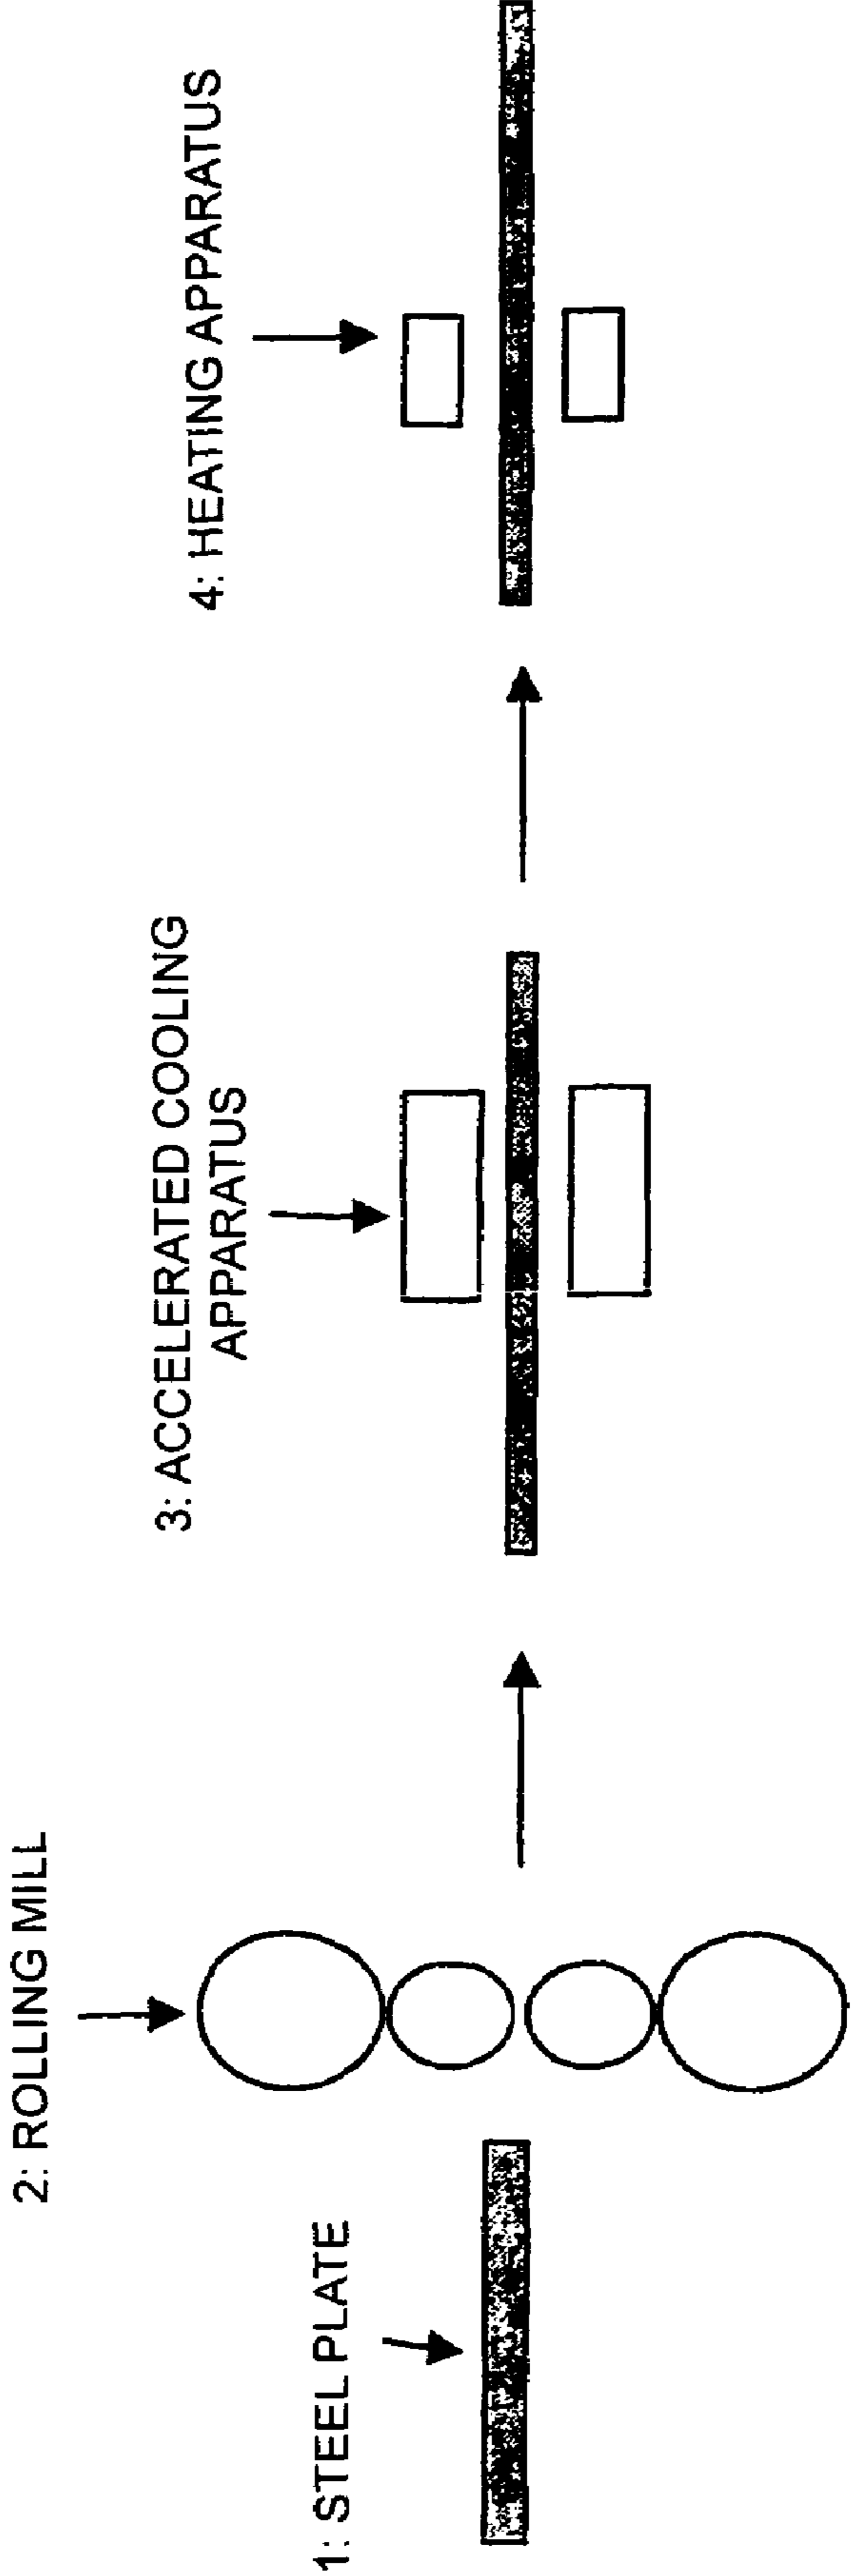 1: STEEL PLATE
2: ROLLING MILL
3: ACCELERATED COOLING
APPARATUS
4: HEATING APPARATUS